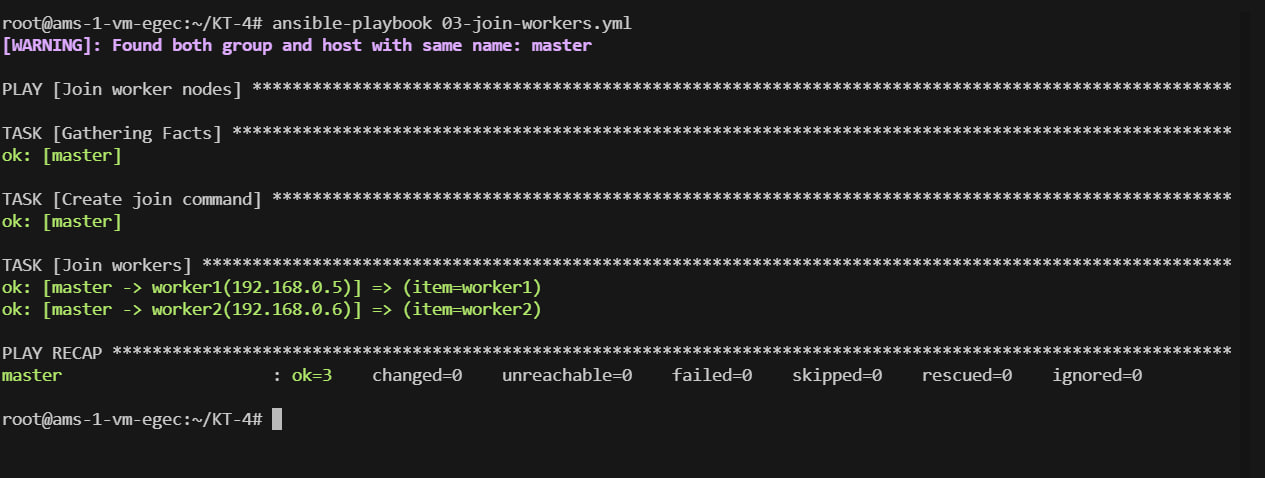 root@ams-1-vm-egec:~/KT-4# ansible-playbook 03-join-workers.yml
[WARNING]: Found both group and host with same name: master
PLAY [Join worker nodes] **************************************************************************************************
TASK [Gathering Facts] ****************************************************************************************************
ok: [master]
TASK [Create join command] ************************************************************************************************
ok: [master]
TASK [Join workers] *******************************************************************************************************
ok: [master -> worker1(192.168.0.5)] => (item=worker1)
ok: [master -> worker2(192.168.0.6)] => (item=worker2)
PLAY RECAP ****************************************************************************************************************
master                     : ok=3    changed=0    unreachable=0    failed=0    skipped=0    rescued=0    ignored=0
root@ams-1-vm-egec:~/KT-4#